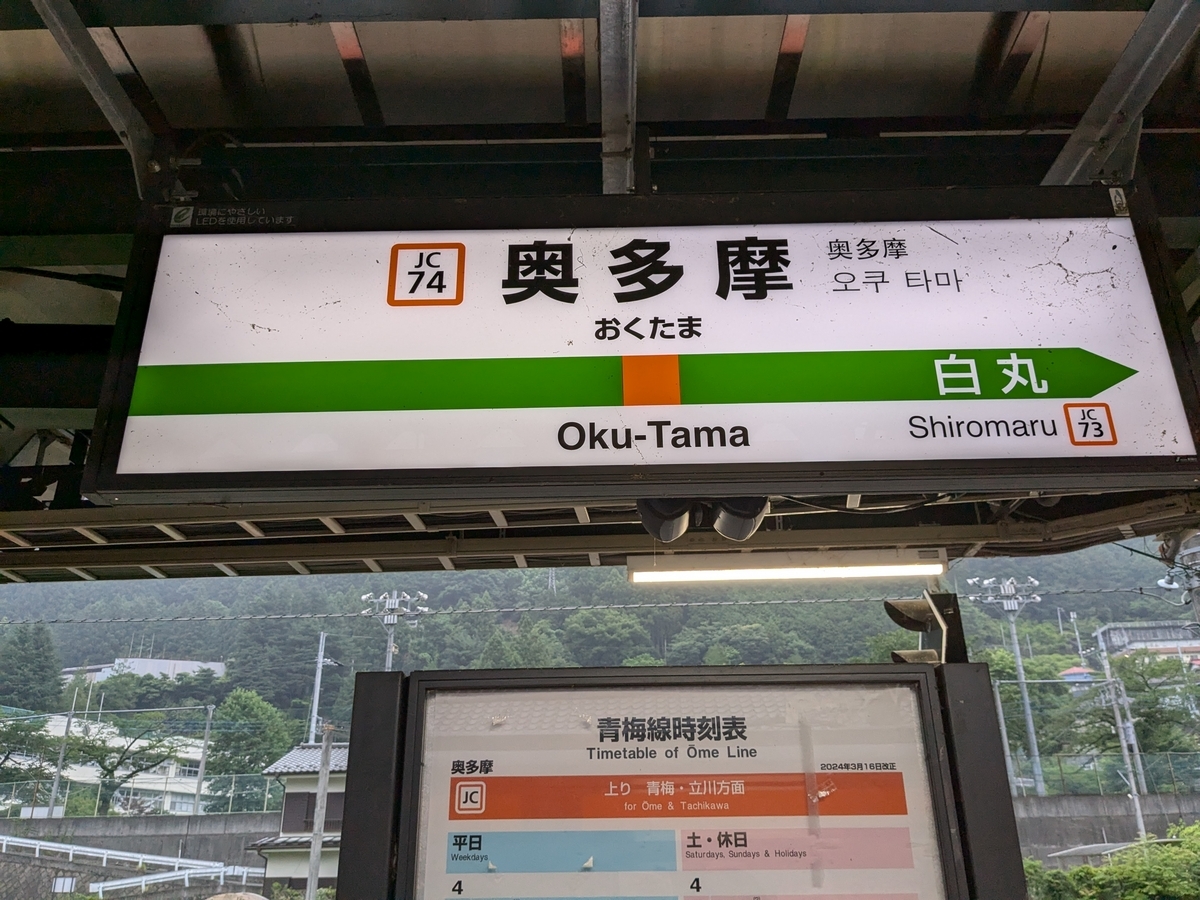 環境にやさしい
LEDを使用しています
JC
74
奥多摩
奥多摩
오쿠 타마
おくたま
白丸
Oku-Tama
Shiromaru
JC
73
青梅線時刻表
Timetable of Ōme Line
奥多摩
2024年3月16日改正
JC
上り 青梅・立川方面
for Ōme & Tachikawa
平日
Weekdays
土・休日
Saturdays, Sundays & Holidays
4
4